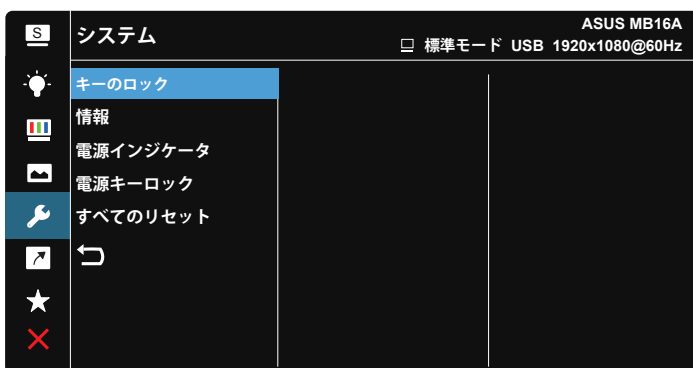 S
システム
ASUS MB16A
標準モード USB 1920x1080@60Hz
キーのロック
情報
電源インジケータ
電源キーロック
すべてのリセット